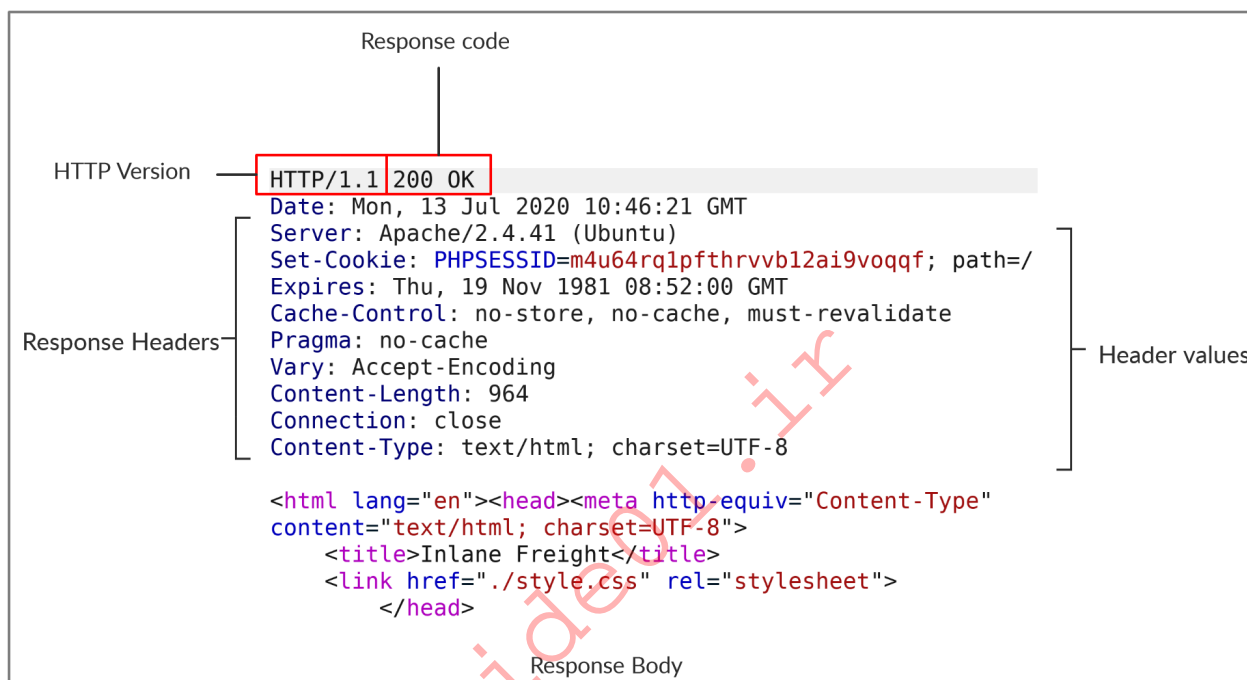 Response code
HTTP Version
HTTP/1.1 200 OK
Date: Mon, 13 Jul 2020 10:46:21 GMT
Server: Apache/2.4.41 (Ubuntu)
Set-Cookie: PHPSESSID=m4u64rq1pfthrvvb12ai9voqqf; path=/
Expires: Thu, 19 Nov 1981 08:52:00 GMT
Cache-Control: no-store, no-cache, must-revalidate
Response Headers
Pragma: no-cache
Header values
Vary: Accept-Encoding
Content-Length: 964
Connection: close
Content-Type: text/html; charset=UTF-8
<html lang="en"><head><meta http-equiv="Content-Type"
content="text/html; charset=UTF-8">
<title>Inlane Freight</title>
<link href="./style.css" rel="stylesheet">
</head>
Response Body
ide01.ir